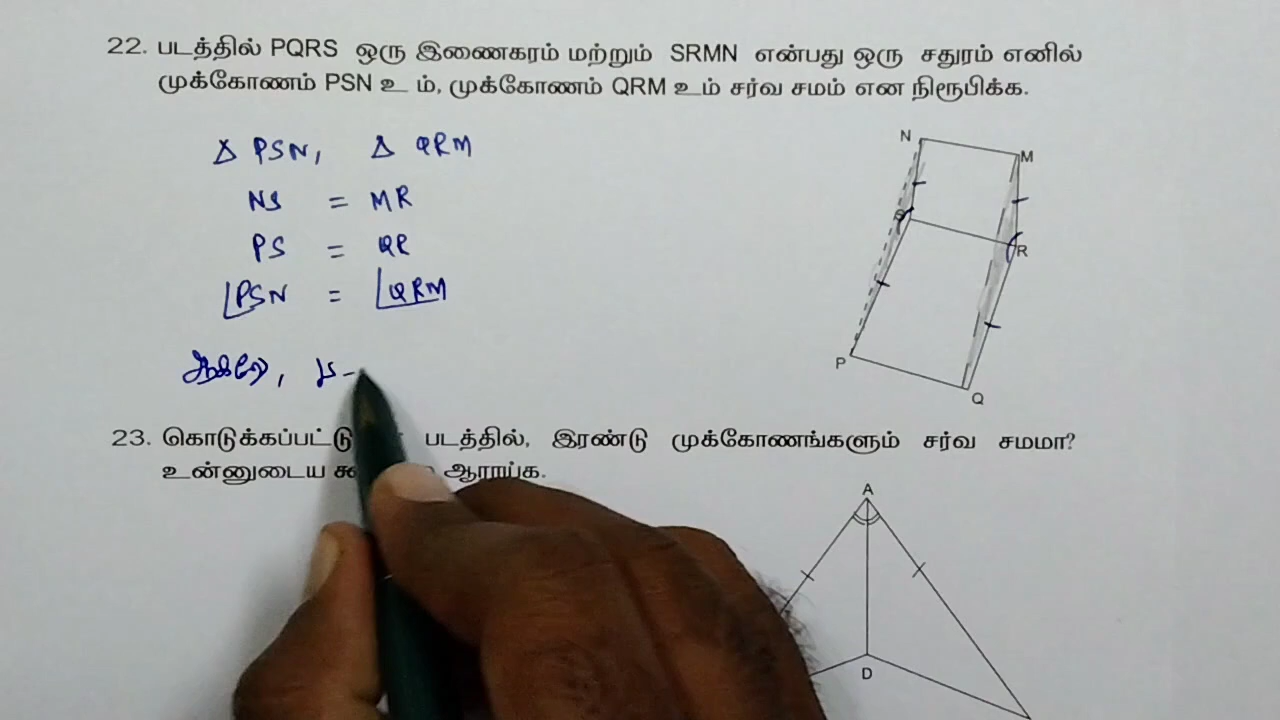 22. படத்தில் PQRS ஒரு இணைகரம் மற்றும் SRMN என்பது ஒரு சதுரம் எனில்
முக்கோணம் PSN உ ம், முக்கோணம் QRM உம் சர்வ சமம் என நிரூபிக்க.
Δ PSN, Δ QRM
NS = MR
PS = QR
∠PSN = ∠QRM
N
M
S
R
P
Q
23. கொடுக்கப்பட்டு படத்தில், இரண்டு முக்கோணங்களும் சர்வ சமமா?
உன்னுடைய ஆராய்க.
A
D